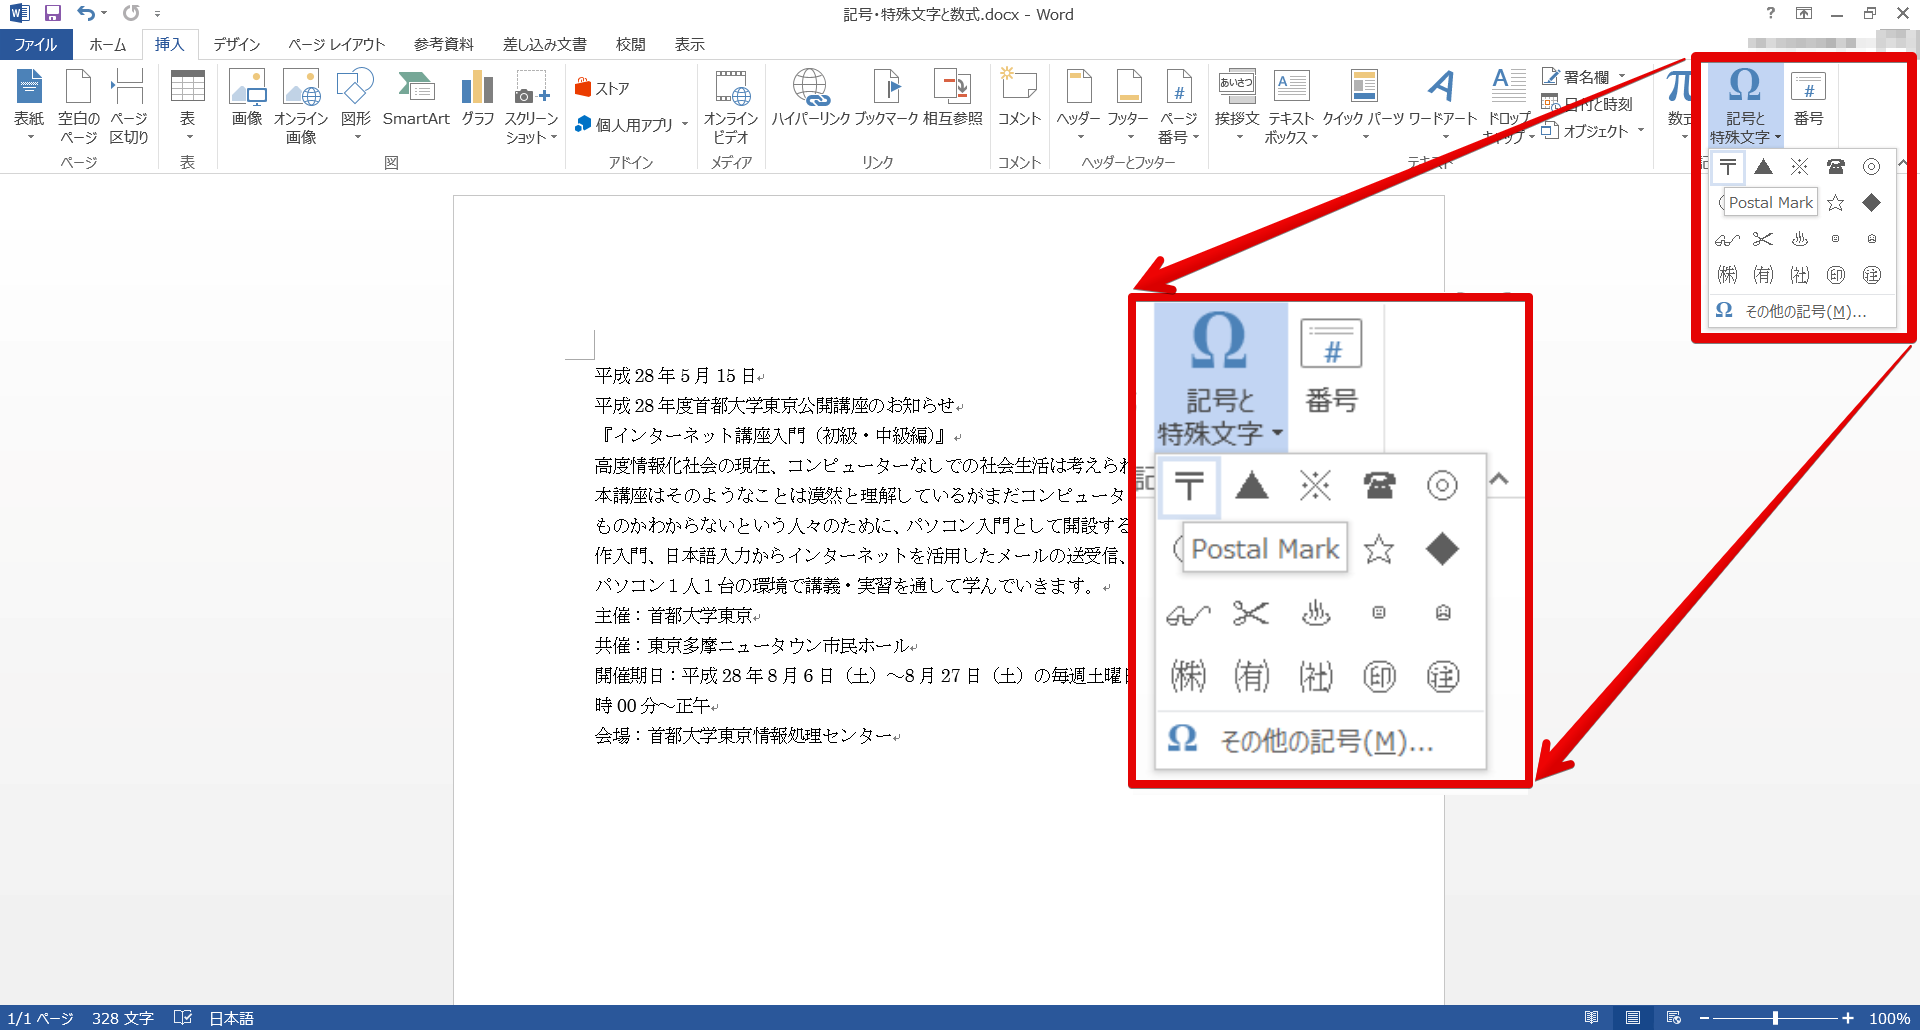 記号・特殊文字と数式.docx - Word
ファイル ホーム 挿入 デザイン ページ レイアウト 参考資料 差し込み文書 校閲 表示
表紙
空白の
ページ
ページ
区切り
ページ
表
表
画像
オンライン
画像
図形
SmartArt
グラフ
スクリーン
ショット
図
ストア
個人用アプリ
アドイン
オンライン
ビデオ
メディア
ハイパーリンク
ブックマーク
相互参照
リンク
コメント
コメント
ヘッダー
フッター
ページ
番号
ヘッダーとフッター
あいさつ
挨拶文
テキスト
ボックス
クイック パーツ
ワードアート
ドロップ
署名欄
日付と時刻
オブジェクト
テキスト
数式
Ω
記号と
特殊文字
#
番号
〒 ▲ ※ ☎ ◎
Postal Mark ☆ ◆
㈱ ㈲ ㈳ ㊞ ㊟
Ω その他の記号(M)...
平成 28 年 5 月 15 日
平成 28 年度首都大学東京公開講座のお知らせ
『インターネット講座入門（初級・中級編）』
高度情報化社会の現在、コンピューターなしでの社会生活は考えられ
本講座はそのようなことは漠然と理解しているがまだコンピュータ
ものかわからないという人々のために、パソコン入門として開設する
作入門、日本語入力からインターネットを活用したメールの送受信、
パソコン１人１台の環境で講義・実習を通して学んでいきます。
主催：首都大学東京
共催：東京多摩ニュータウン市民ホール
開催期日：平成 28 年 8 月 6 日（土）～8 月 27 日（土）の毎週土曜日
時 00 分～正午
会場：首都大学東京情報処理センター
Ω
記号と
特殊文字
#
番号
記
〒 ▲ ※ ☎ ◎
Postal Mark ☆ ◆
㈱ ㈲ ㈳ ㊞ ㊟
Ω その他の記号(M)...
1/1 ページ 328 文字 日本語
100%